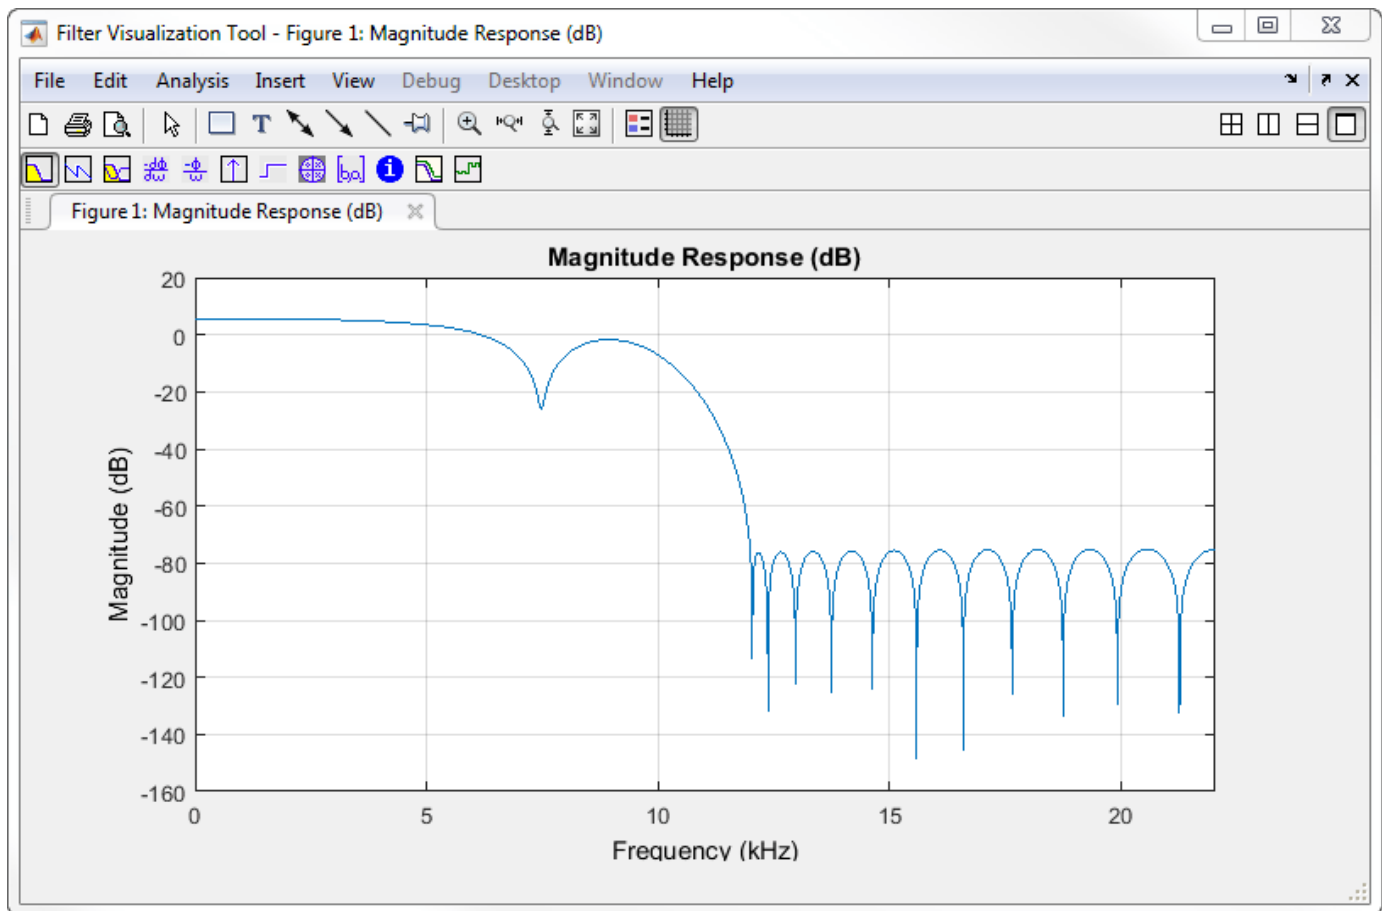 Filter Visualization Tool - Figure 1: Magnitude Response (dB)
File Edit Analysis Insert View Debug Desktop Window Help
Figure 1: Magnitude Response (dB)
Magnitude Response (dB)
20
0
-20
-40
-60
-80
-100
-120
-140
-160
Magnitude (dB)
0 5 10 15 20
Frequency (kHz)